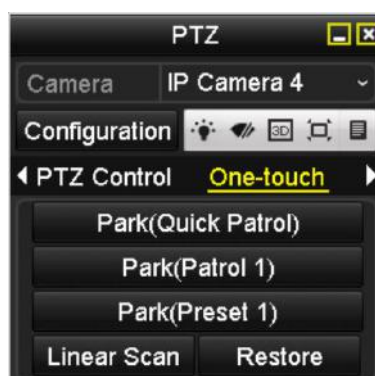 PTZ
Camera IP Camera 4
Configuration 3D
PTZ Control One-touch
Park(Quick Patrol)
Park(Patrol 1)
Park(Preset 1)
Linear Scan Restore